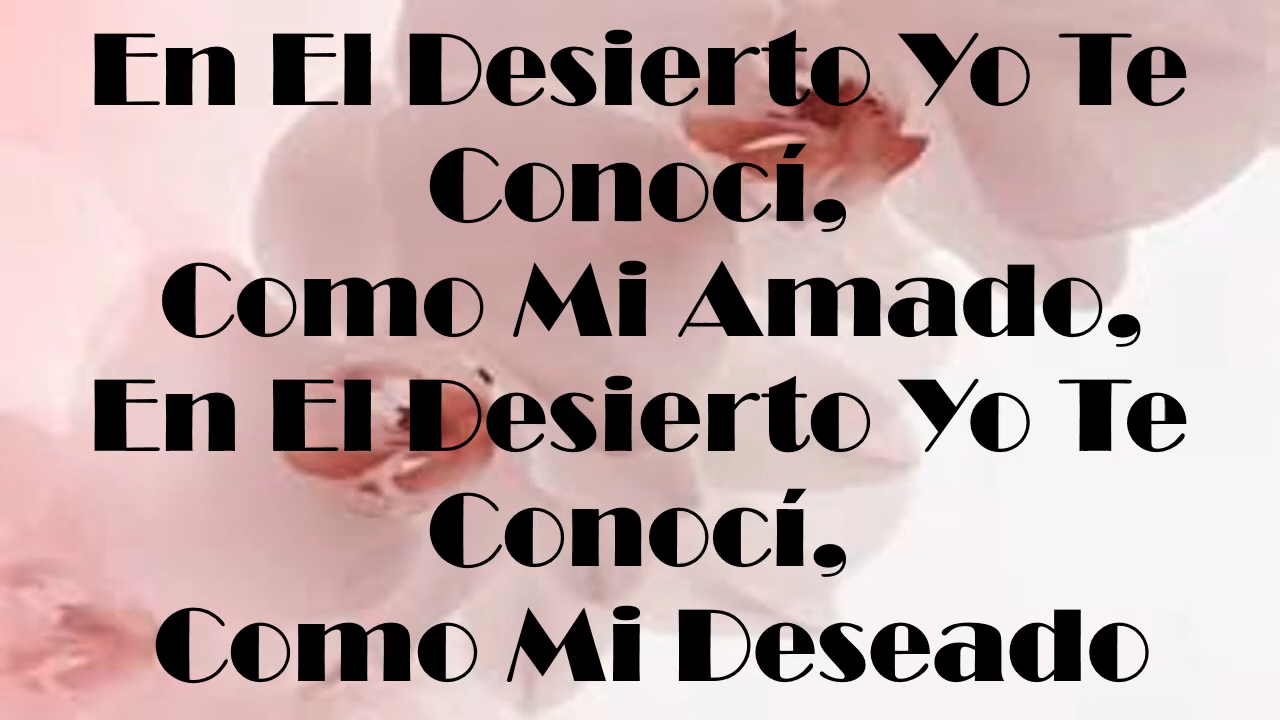 En El Desierto Yo Te
Conocí,
Como Mi Amado,
En El Desierto Yo Te
Conocí,
Como Mi Deseado